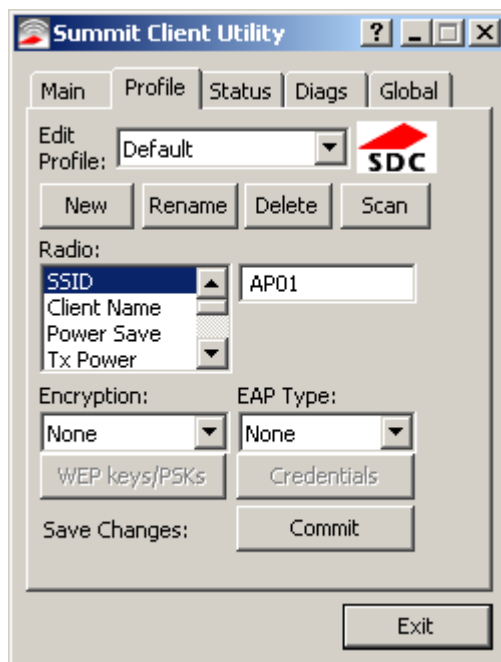 Summit Client Utility
Main Profile Status Diags Global
Edit
Profile: Default
SDC
New Rename Delete Scan
Radio:
SSID AP01
Client Name
Power Save
Tx Power
Encryption: EAP Type:
None None
WEP keys/PSKs Credentials
Save Changes: Commit
Exit